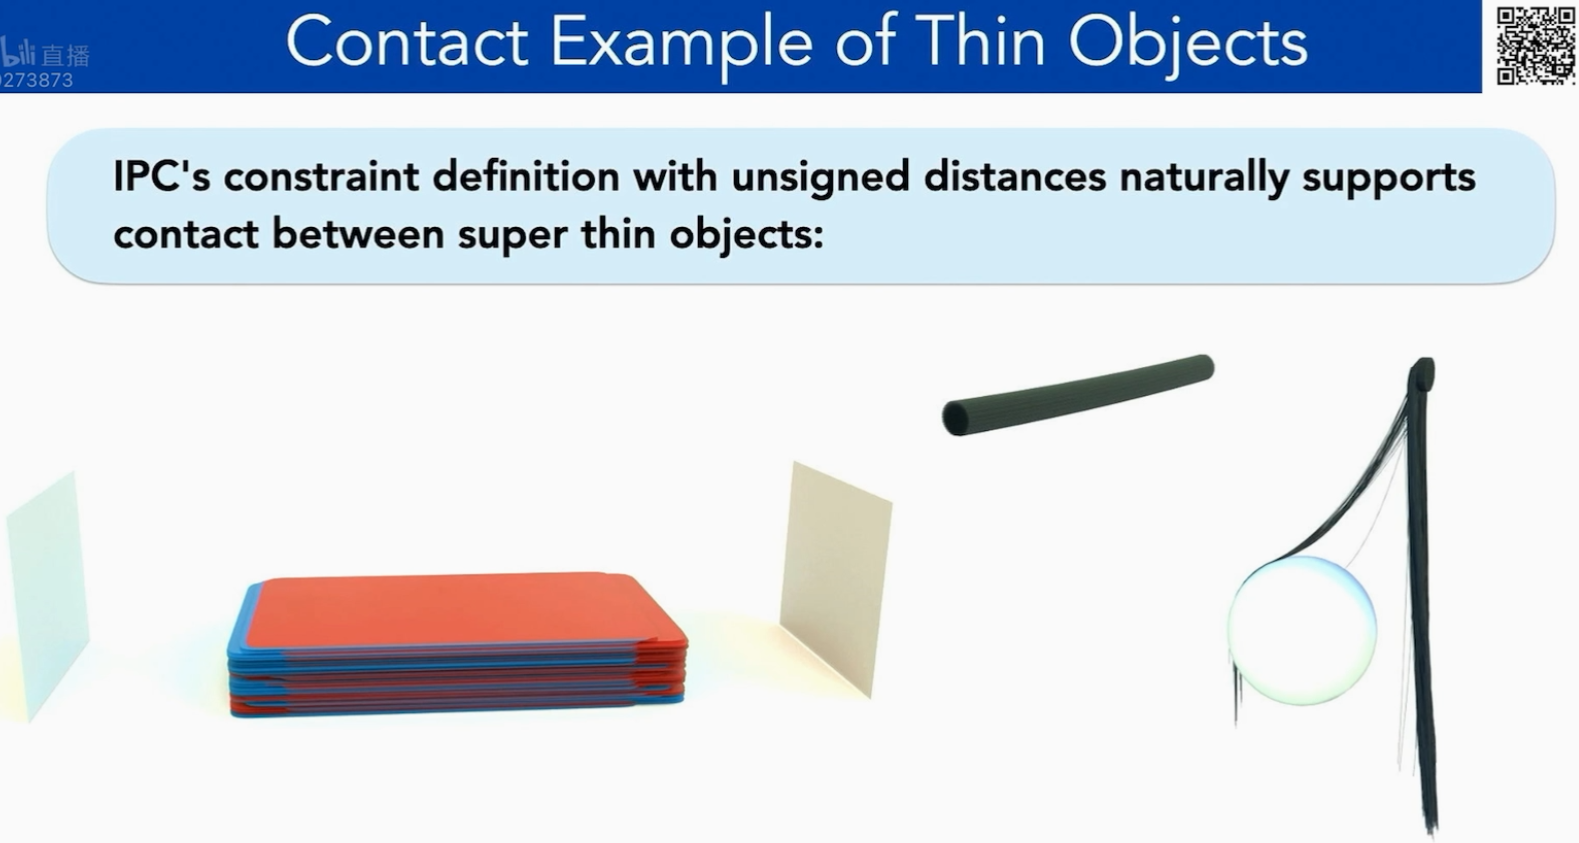 Contact Example of Thin Objects
bili 直播
273873
IPC's constraint definition with unsigned distances naturally supports
contact between super thin objects: